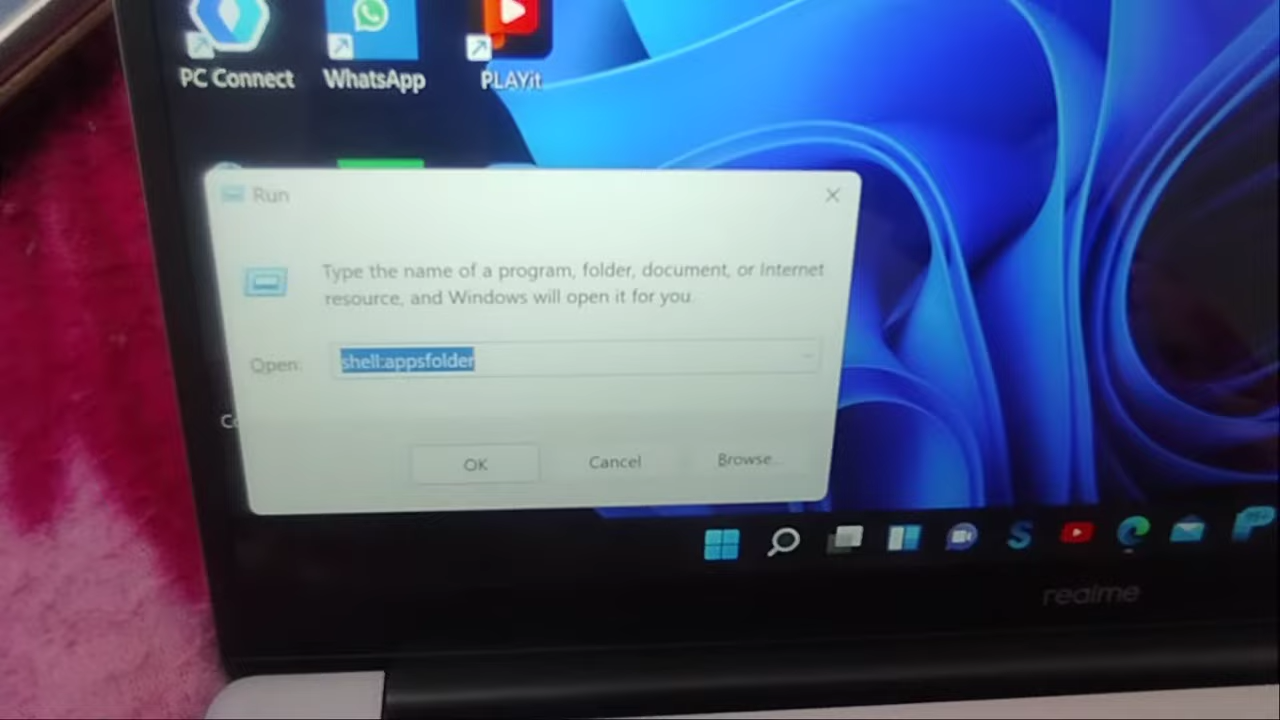 PC Connect
WhatsApp
PLAYit
Run
Type the name of a program, folder, document, or Internet
resource, and Windows will open it for you.
Open:
shell:appsfolder
OK
Cancel
Browse...
realme